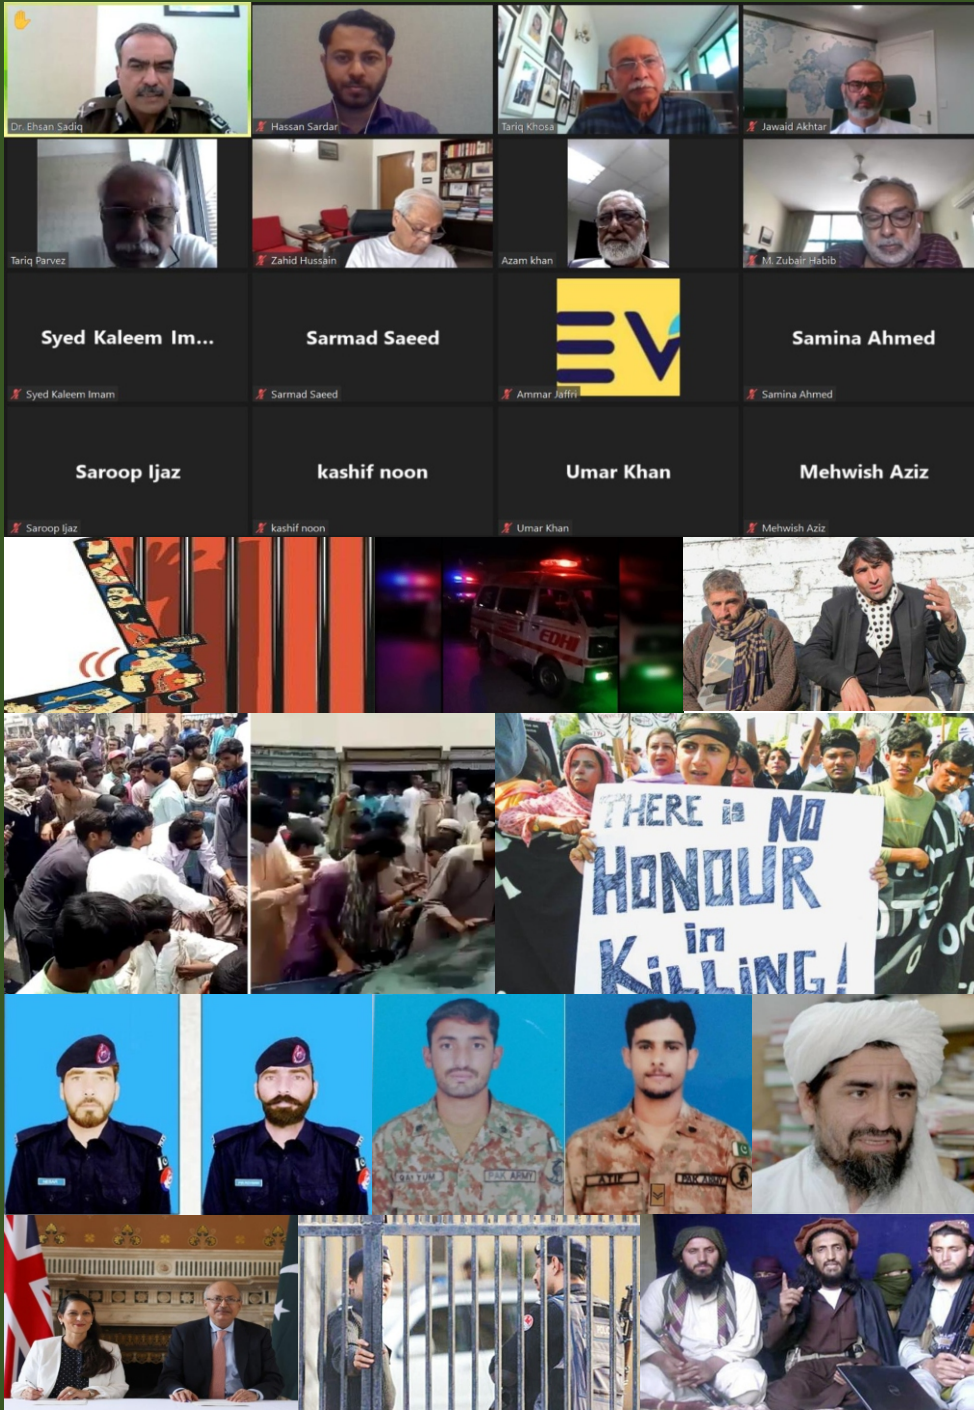 Dr. Ehsan Sadiq
Hassan Sardar
Tariq Khosa
Jawaid Akhtar
Tariq Parvez
Zahid Hussain
Azam khan
M. Zubair Habib
Syed Kaleem Im...
Sarmad Saeed
EV
Samina Ahmed
Syed Kaleem Imam
Sarmad Saeed
Ammar Jaffri
Samina Ahmed
Saroop Ijaz
kashif noon
Umar Khan
Mehwish Aziz
Saroop Ijaz
kashif noon
Umar Khan
Mehwish Aziz
EDHI
THERE is NO
HONOUR
in
KiLLING!
QAYYUM
PAK ARMY
ATIF
PAK ARMY